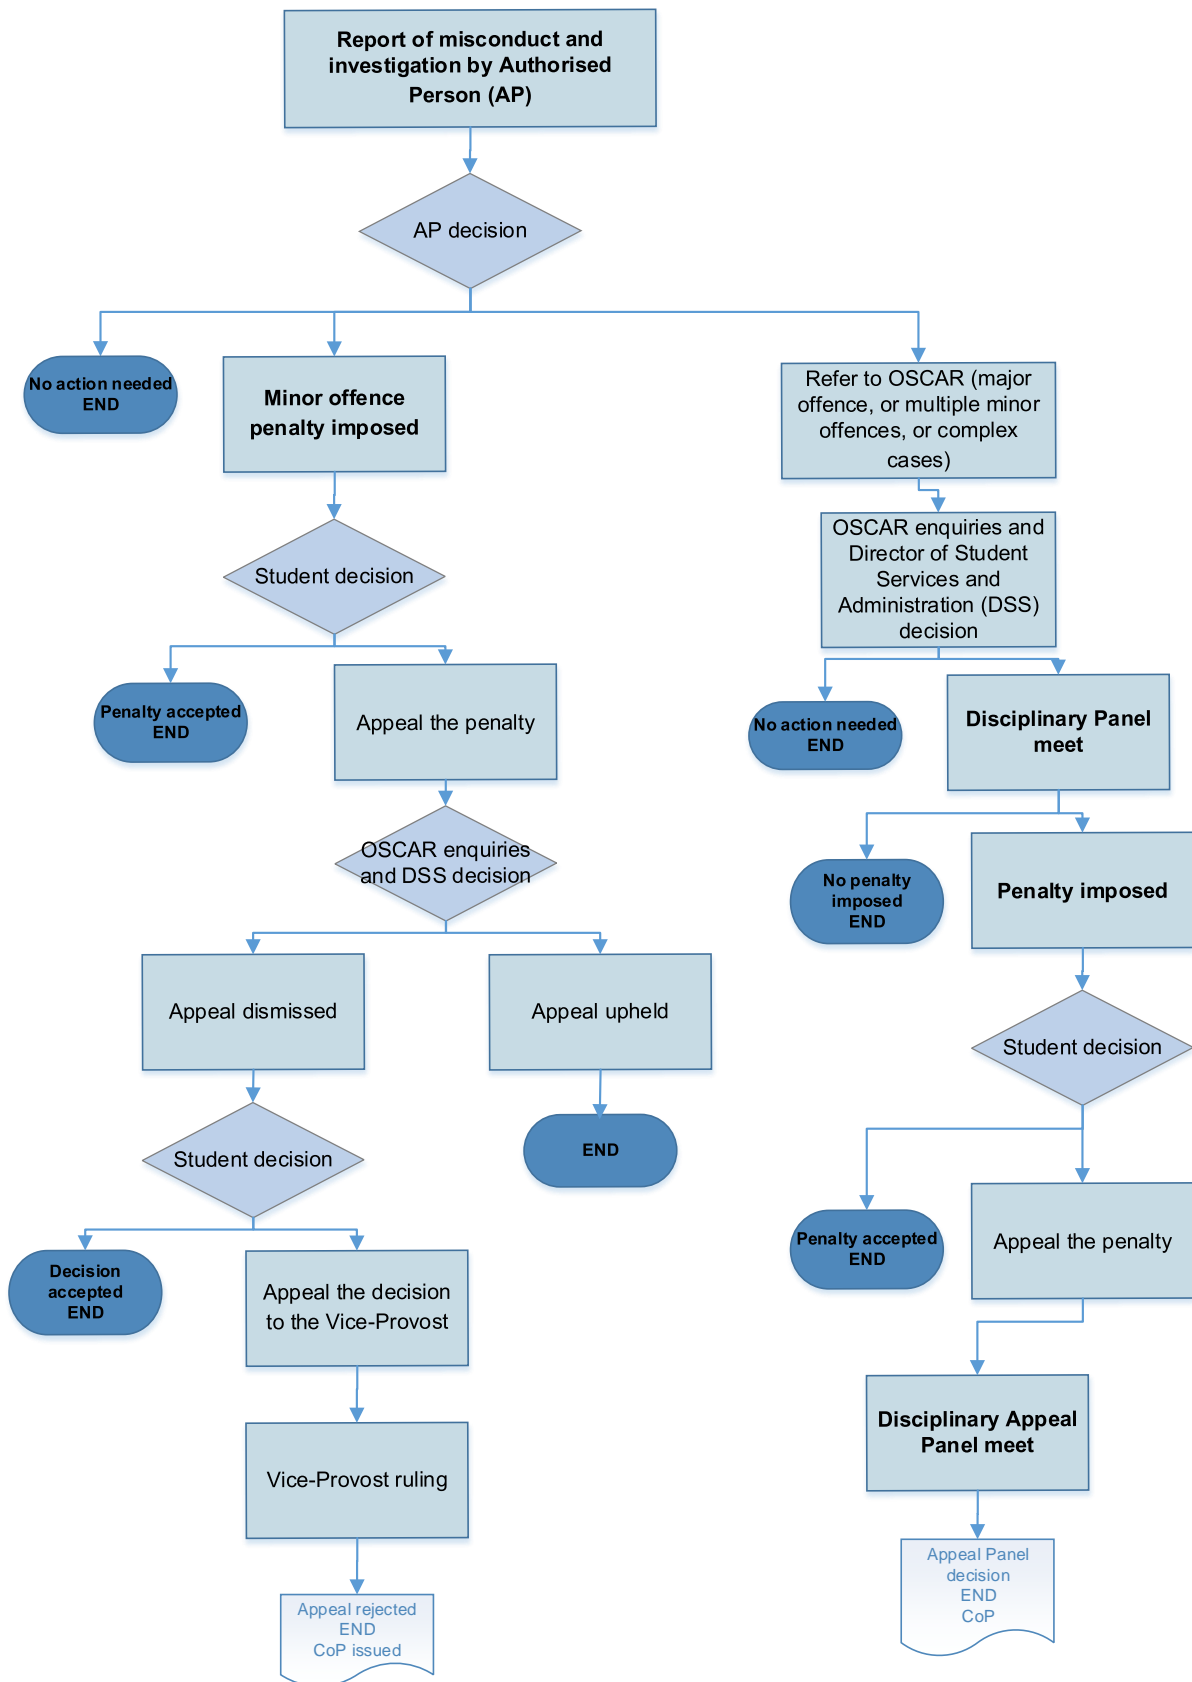 Report of misconduct and
investigation by Authorised
Person (AP)
AP decision
No action needed
END
Minor offence
penalty imposed
Refer to OSCAR (major
offence, or multiple minor
offences, or complex
cases)
OSCAR enquiries and
Director of Student
Services and
Administration (DSS)
decision
Student decision
Penalty accepted
END
Appeal the penalty
No action needed
END
Disciplinary Panel
meet
OSCAR enquiries
and DSS decision
No penalty
imposed
END
Penalty imposed
Appeal dismissed
Appeal upheld
Student decision
END
Student decision
Penalty accepted
END
Appeal the penalty
Decision
accepted
END
Appeal the decision
to the Vice-Provost
Disciplinary Appeal
Panel meet
Vice-Provost ruling
Appeal Panel
decision
END
CoP
Appeal rejected
END
CoP issued